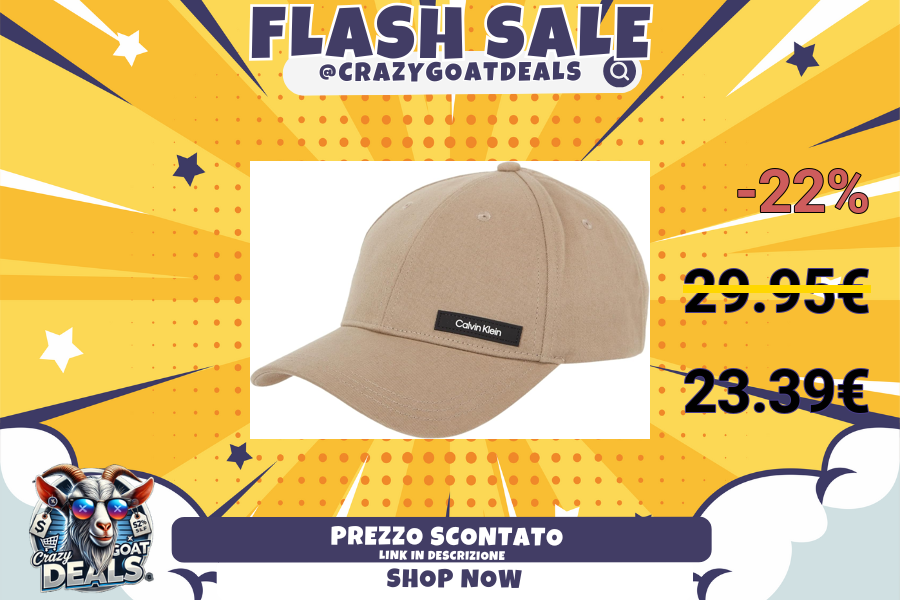 FLASH SALE
@CRAZYGOATDEALS
-22%
29.95€
Calvin Klein
23.39€
$
52%
Crazy
GOAT
DEALS
PREZZO SCONTATO
LINK IN DESCRIZIONE
SHOP NOW